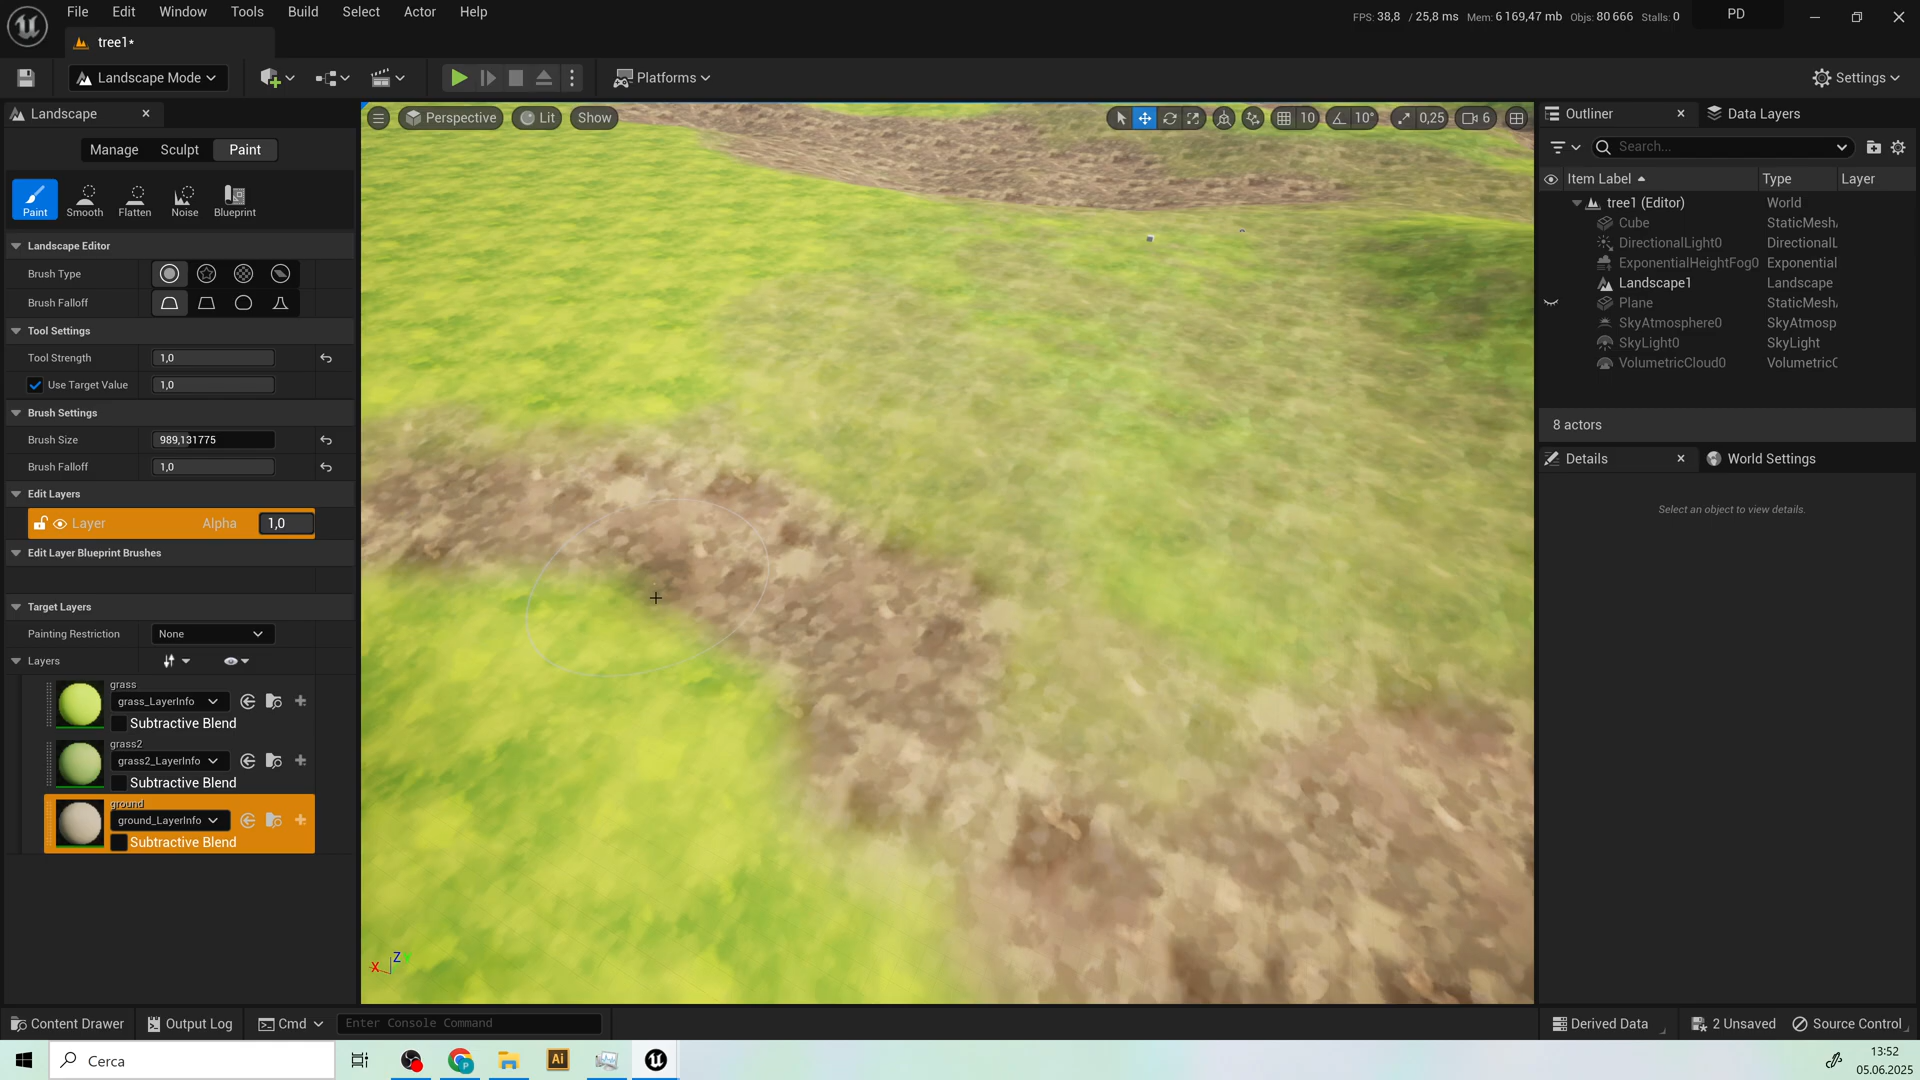 File Edit Window Tools Build Select Actor Help
FPS: 38,8 / 25,8 ms Mem: 6 169,47 mb Objs: 80 666 Stalls: 0 PD
tree1*
Landscape Mode Platforms Settings
Landscape
Manage Sculpt Paint
Paint Smooth Flatten Noise Blueprint
Landscape Editor
Brush Type
Brush Falloff
Tool Settings
Tool Strength 1,0
Use Target Value 1,0
Brush Settings
Brush Size 989,131775
Brush Falloff 1,0
Edit Layers
Layer Alpha 1,0
Edit Layer Blueprint Brushes
Target Layers
Painting Restriction None
Layers
grass
grass_LayerInfo
Subtractive Blend
grass2
grass2_LayerInfo
Subtractive Blend
ground
ground_LayerInfo
Subtractive Blend
Perspective Lit Show 10 10° 0,25 6
X Z Y
Outliner Data Layers
Search...
Item Label Type Layer
tree1 (Editor) World
Cube StaticMesh
DirectionalLight0 DirectionalL
ExponentialHeightFog0 Exponential
Landscape1 Landscape
Plane StaticMesh
SkyAtmosphere0 SkyAtmosp
SkyLight0 SkyLight
VolumetricCloud0 VolumetricC
8 actors
Details World Settings
Select an object to view details.
Content Drawer Output Log Cmd Enter Console Command Derived Data 2 Unsaved Source Control
Cerca
Ai
13:52
05.06.2025